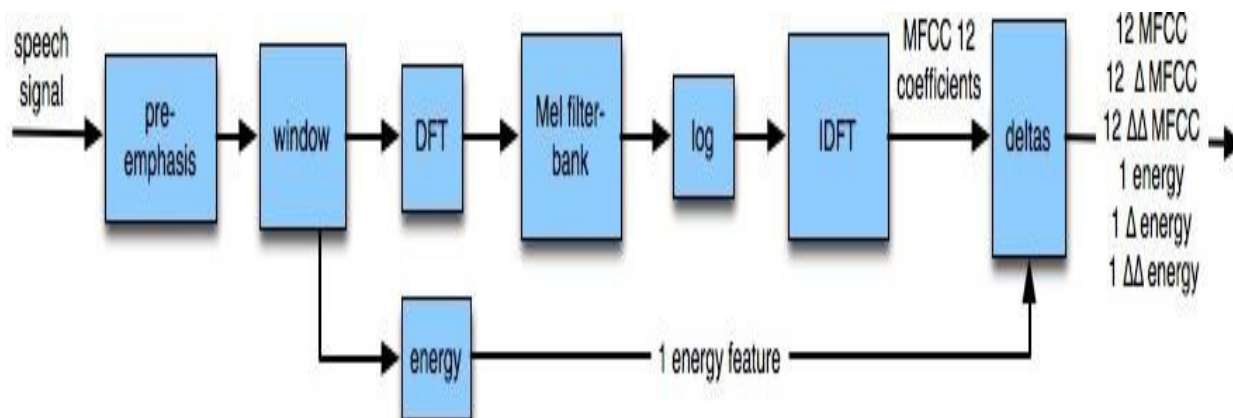 speech
signal
pre-
emphasis
window
DFT
Mel filter-
bank
log
IDFT
MFCC 12
coefficients
deltas
12 MFCC
12 Δ MFCC
12 ΔΔ MFCC
1 energy
1 Δ energy
1 ΔΔ energy
energy
1 energy feature